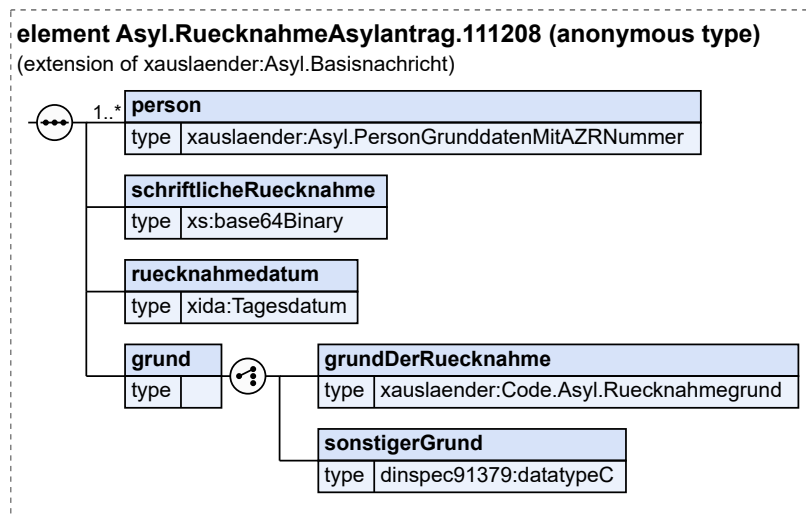 element Asyl.RuecknahmeAsylantrag.111208 (anonymous type)
(extension of xauslaender:Asyl.Basisnachricht)
1..* person
type xauslaender:Asyl.PersonGrunddatenMitAZRNummer
schriftlicheRuecknahme
type xs:base64Binary
ruecknahmedatum
type xida:Tagesdatum
grund
type
grundDerRuecknahme
type xauslaender:Code.Asyl.Ruecknahmegrund
sonstigerGrund
type dinspec91379:datatypeC